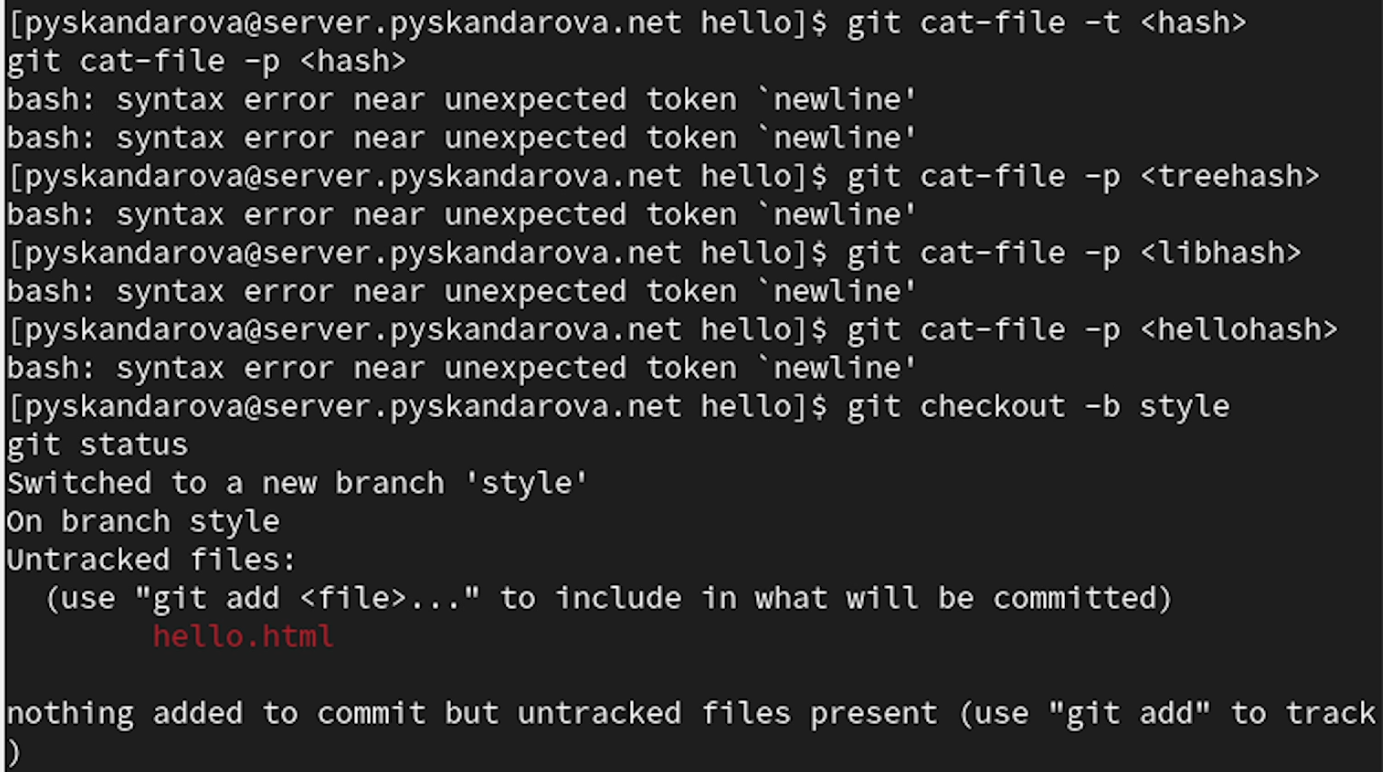 [pyskandarova@server.pyskandarova.net hello]$ git cat-file -t <hash>
git cat-file -p <hash>
bash: syntax error near unexpected token `newline'
bash: syntax error near unexpected token `newline'
[pyskandarova@server.pyskandarova.net hello]$ git cat-file -p <treehash>
bash: syntax error near unexpected token `newline'
[pyskandarova@server.pyskandarova.net hello]$ git cat-file -p <libhash>
bash: syntax error near unexpected token `newline'
[pyskandarova@server.pyskandarova.net hello]$ git cat-file -p <hellohash>
bash: syntax error near unexpected token `newline'
[pyskandarova@server.pyskandarova.net hello]$ git checkout -b style
git status
Switched to a new branch 'style'
On branch style
Untracked files:
  (use "git add <file>..." to include in what will be committed)
        hello.html
nothing added to commit but untracked files present (use "git add" to track
)